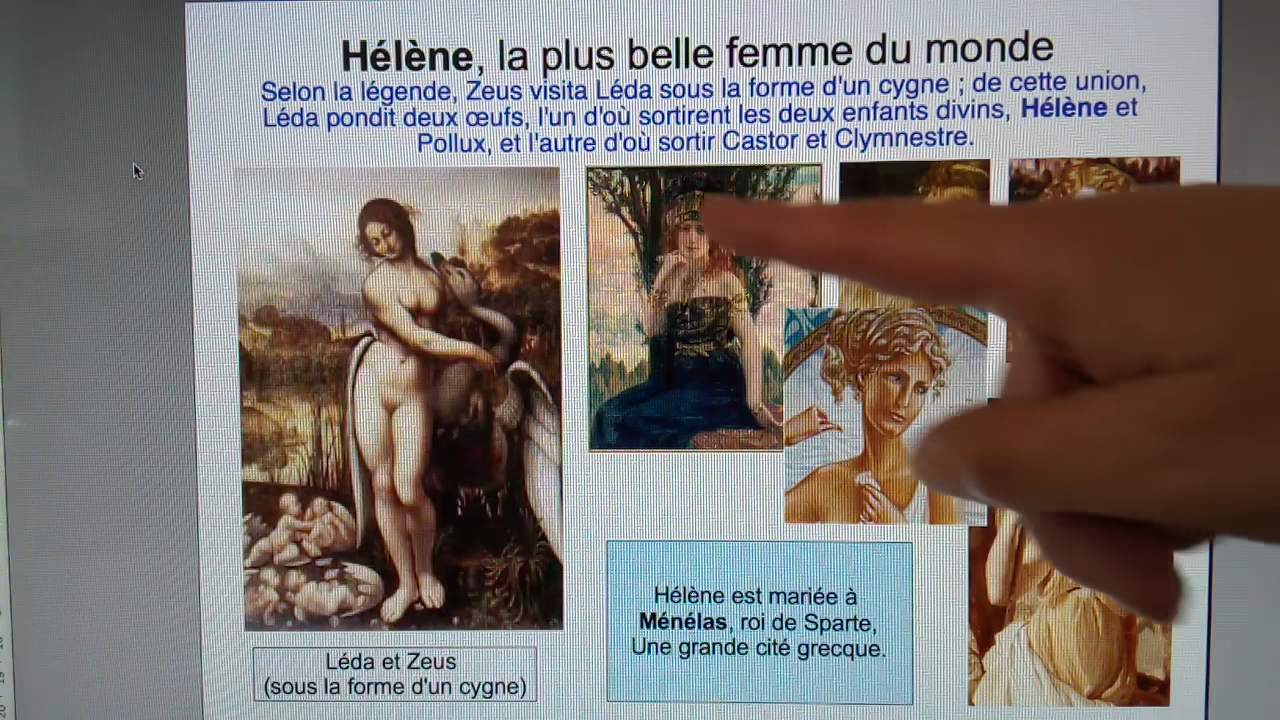 Hélène, la plus belle femme du monde
Selon la légende, Zeus visita Léda sous la forme d'un cygne ; de cette union,
Léda pondit deux œufs, l'un d'où sortirent les deux enfants divins, Hélène et
Pollux, et l'autre d'où sortir Castor et Clymnestre.
Hélène est mariée à
Ménélas, roi de Sparte,
Une grande cité grecque.
Léda et Zeus
(sous la forme d'un cygne)